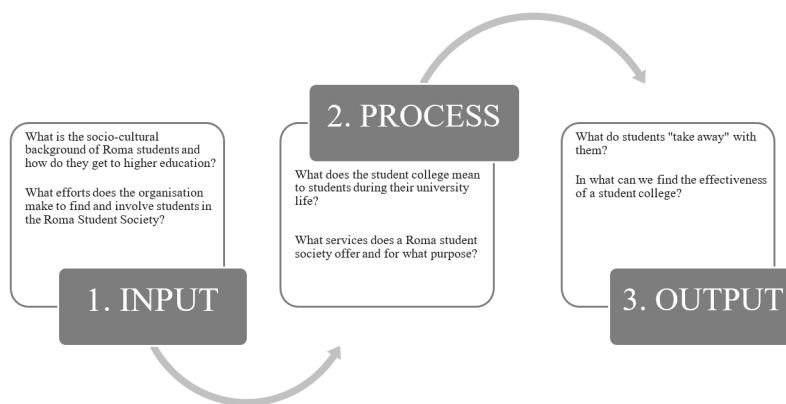 What is the socio-cultural
background of Roma students and
how do they get to higher education?
What efforts does the organisation
make to find and involve students in
the Roma Student Society?
1. INPUT
2. PROCESS
What does the student college mean
to students during their university
life?
What services does a Roma student
society offer and for what purpose?
What do students "take away" with
them?
In what can we find the effectiveness
of a student college?
3. OUTPUT